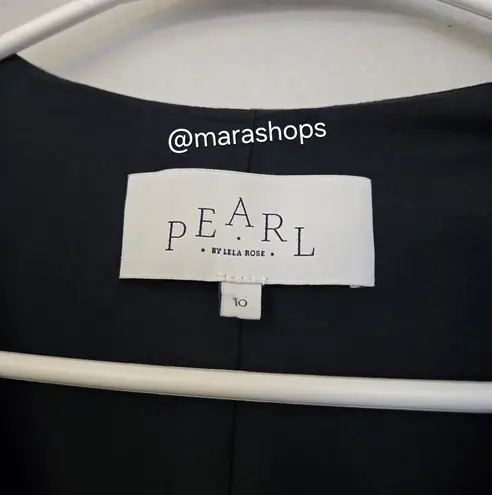 @marashops
PEARL
• BY LELA ROSE •
10